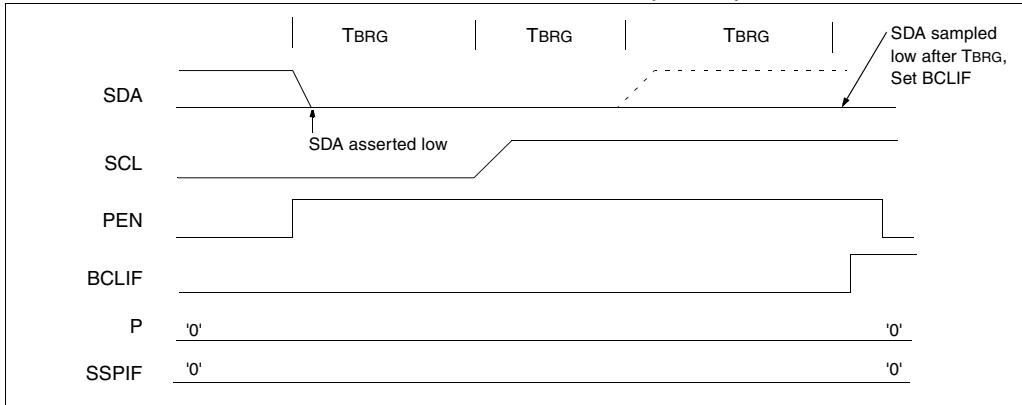 TBRG TBRG TBRG
SDA sampled
low after TBRG,
Set BCLIF
SDA
SDA asserted low
SCL
PEN
BCLIF
P '0' '0'
SSPIF '0' '0'